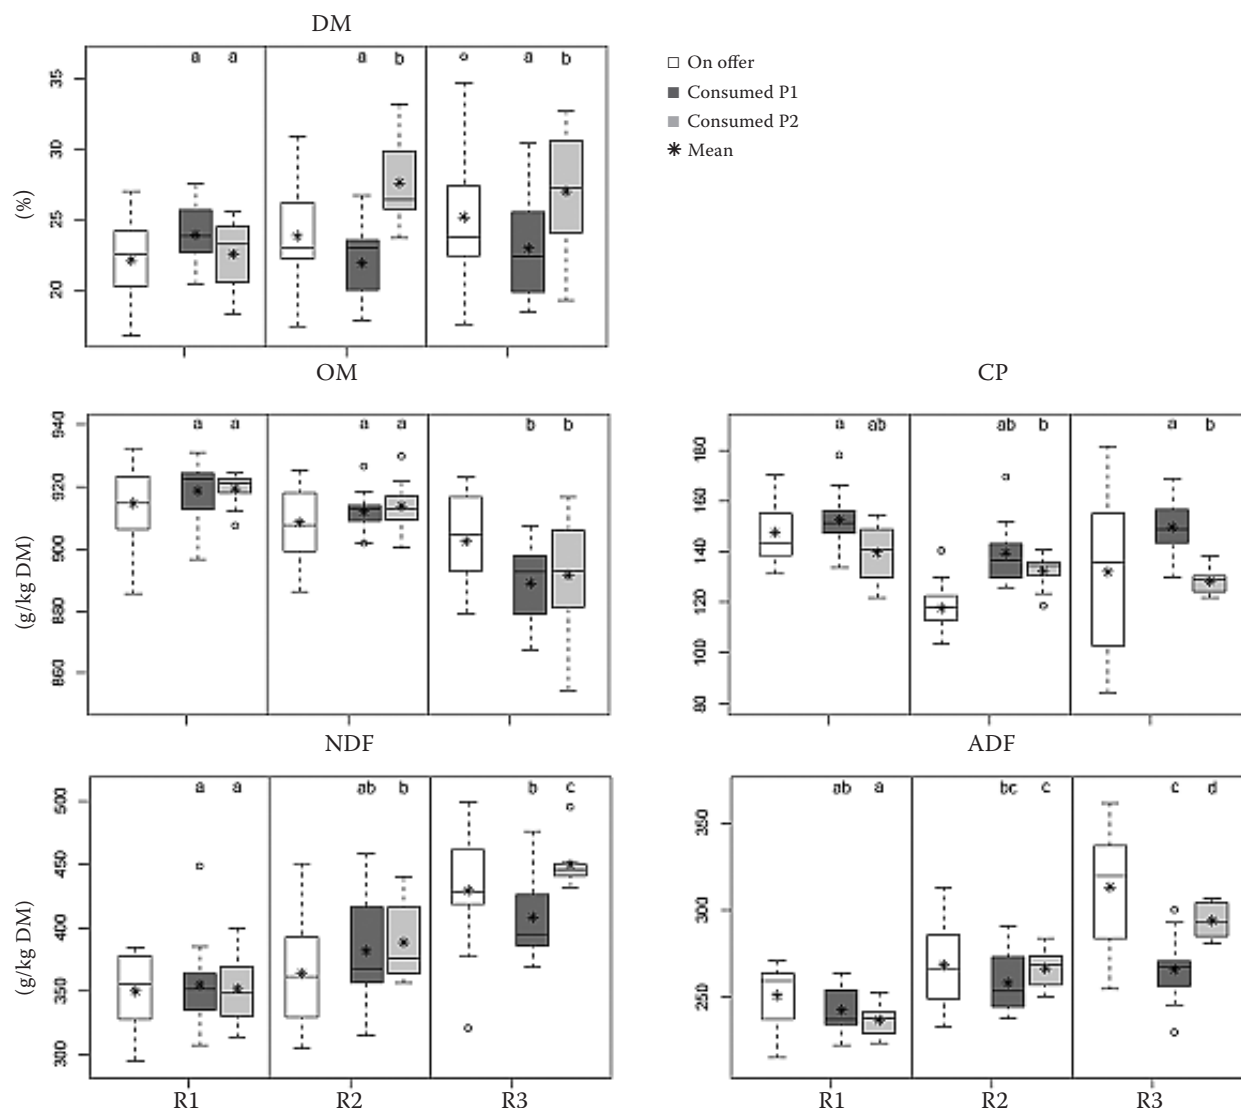 DM
a a a b a b
35
30
25
20
(%)
□ On offer
■ Consumed P1
■ Consumed P2
* Mean
OM
a a a a b b
940
920
900
880
860
(g/kg DM)
CP
a ab ab b a b
180
160
140
120
100
80
NDF
a a ab b b c
500
450
400
350
300
(g/kg DM)
R1 R2 R3
ADF
ab a bc c c d
350
300
250
R1 R2 R3